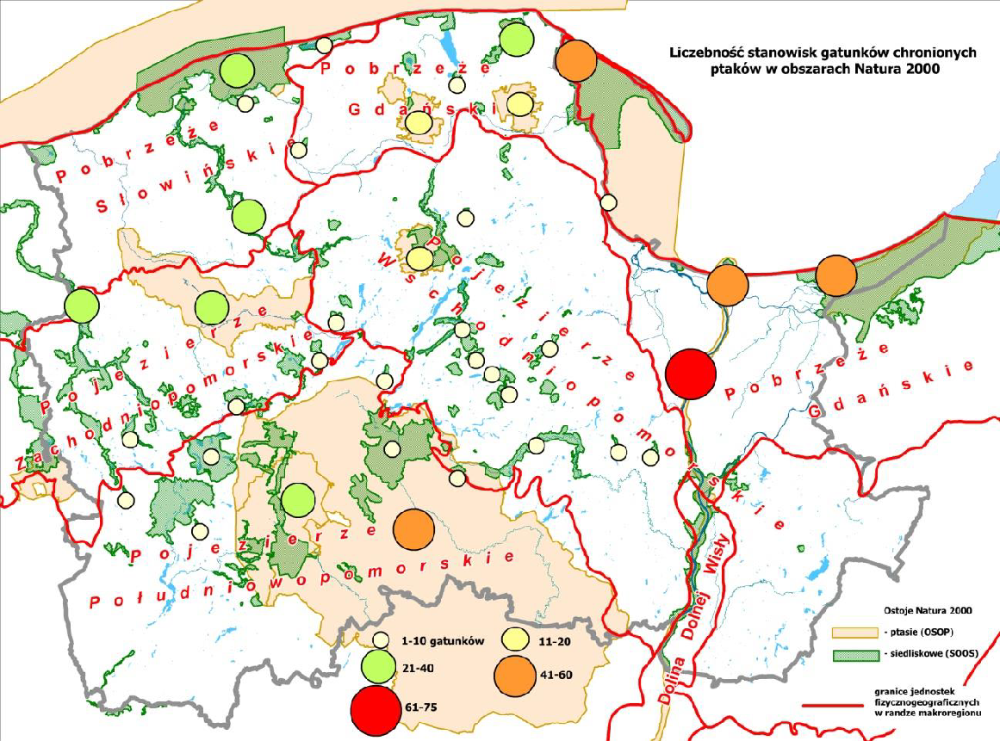 Liczebność stanowisk gatunków chronionych
ptaków w obszarach Natura 2000
Pobrzeże
Gdański
Pobrzeże
Słowińskie
Pojezierze
Wschodniopomorskie
Pojezierze
Zachodniopomorskie
Pobrzeże
Gdańskie
Pojezierze
Południowopomorskie
Dolina Dolnej Wisły
1-10 gatunków
11-20
21-40
41-60
61-75
Ostoje Natura 2000
- ptasie (OSOP)
- siedliskowe (SOOS)
granice jednostek
fizycznogeograficznych
w randze makroregionu